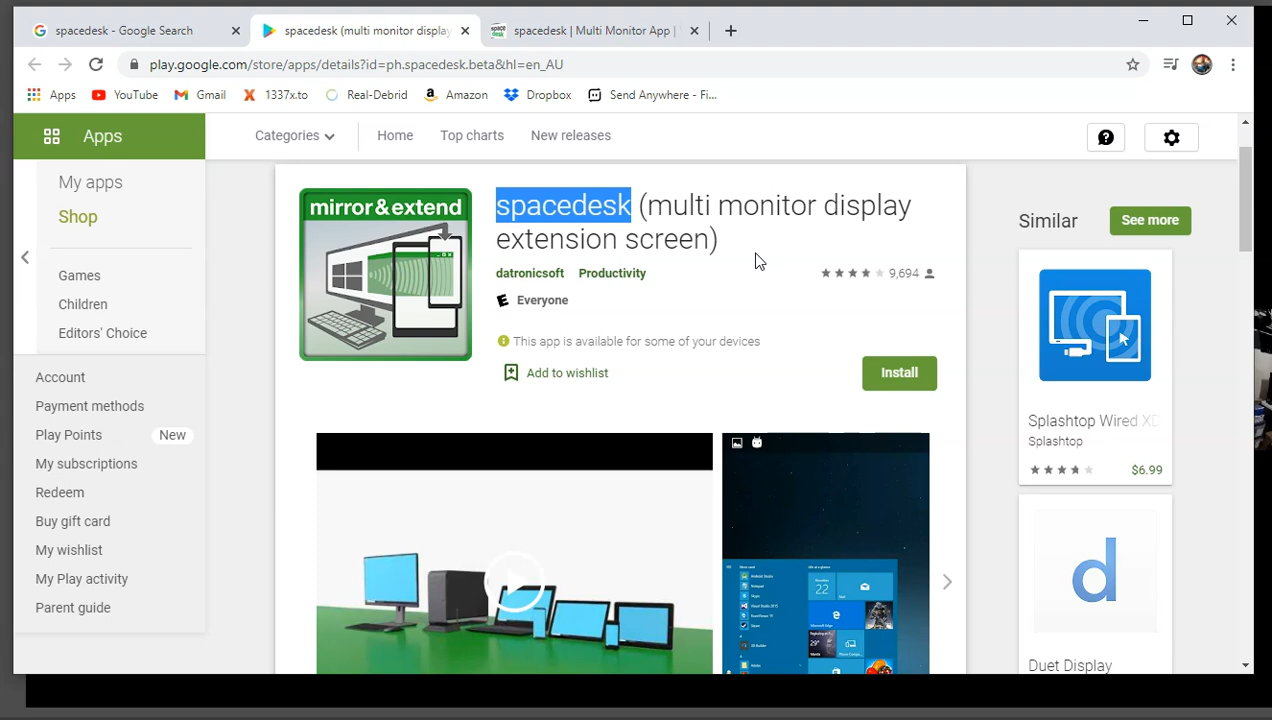 spacedesk - Google Search
spacedesk (multi monitor display
spacedesk | Multi Monitor App |
play.google.com/store/apps/details?id=ph.spacedesk.beta&hl=en_AU
Apps YouTube Gmail 1337x.to Real-Debrid Amazon Dropbox Send Anywhere - Fi...
Apps
Categories Home Top charts New releases
My apps
Shop
Games
Children
Editors' Choice
Account
Payment methods
Play Points New
My subscriptions
Redeem
Buy gift card
My wishlist
My Play activity
Parent guide
mirror & extend
spacedesk (multi monitor display
extension screen)
datronicsoft Productivity
9,694
E Everyone
This app is available for some of your devices
Add to wishlist
Install
Similar See more
Splashtop Wired XD
Splashtop
$6.99
d
Duet Display